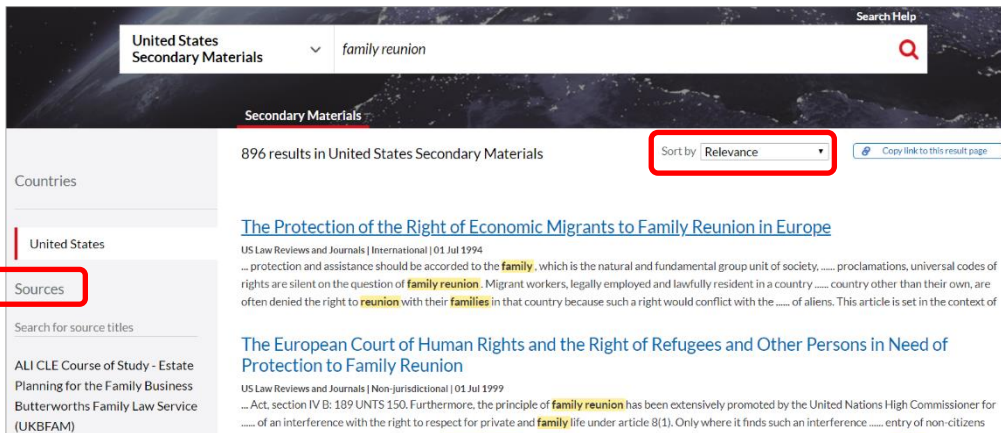 Search Help
United States
Secondary Materials
family reunion
Secondary Materials
896 results in United States Secondary Materials
Sort by Relevance
Copy link to this result page
Countries
United States
Sources
Search for source titles
ALI CLE Course of Study - Estate
Planning for the Family Business
Butterworths Family Law Service
(UKBFAM)
The Protection of the Right of Economic Migrants to Family Reunion in Europe
US Law Reviews and Journals | International | 01 Jul 1994
... protection and assistance should be accorded to the family , which is the natural and fundamental group unit of society, ...... proclamations, universal codes of
rights are silent on the question of family reunion . Migrant workers, legally employed and lawfully resident in a country ...... country other than their own, are
often denied the right to reunion with their families in that country because such a right would conflict with the ...... of aliens. This article is set in the context of
The European Court of Human Rights and the Right of Refugees and Other Persons in Need of
Protection to Family Reunion
US Law Reviews and Journals | Non-jurisdictional | 01 Jul 1999
... Act, section IV B: 189 UNTS 150. Furthermore, the principle of family reunion has been extensively promoted by the United Nations High Commissioner for
...... of an interference with the right to respect for private and family life under article 8(1). Only where it finds such an interference ...... entry of non-citizens